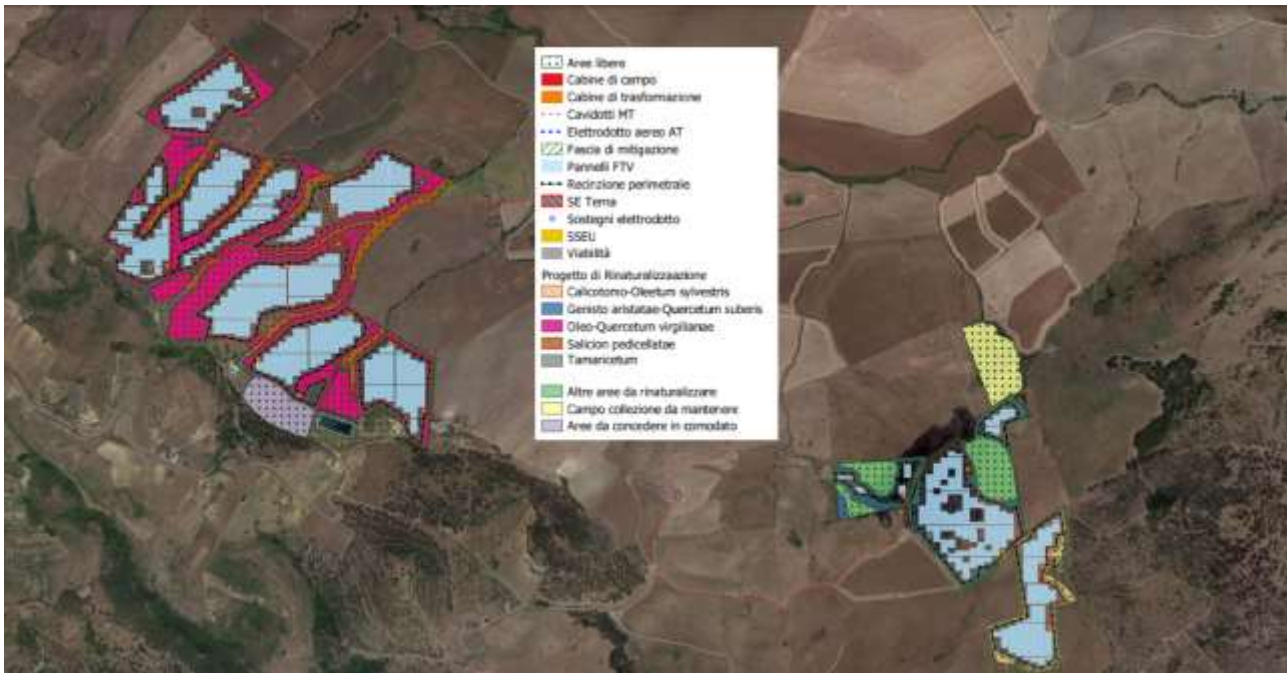 Aree libere
Cabine di campo
Cabine di trasformazione
Cavidotti MT
Elettrodotto aereo AT
Fascia di mitigazione
Pannelli FTV
Recinzione perimetrale
SE Terna
Sostegni elettrodotto
SSEU
Viabilità
Progetto di Rinaturalizzaazione
Calicotomo-Oleetum sylvestris
Genisto aristatae-Quercetum suberis
Oleo-Quercetum virgilianae
Salicion pedicellatae
Tamaricetum
Altre aree da rinaturalizzare
Campo collezione da mantenere
Aree da concedere in comodato